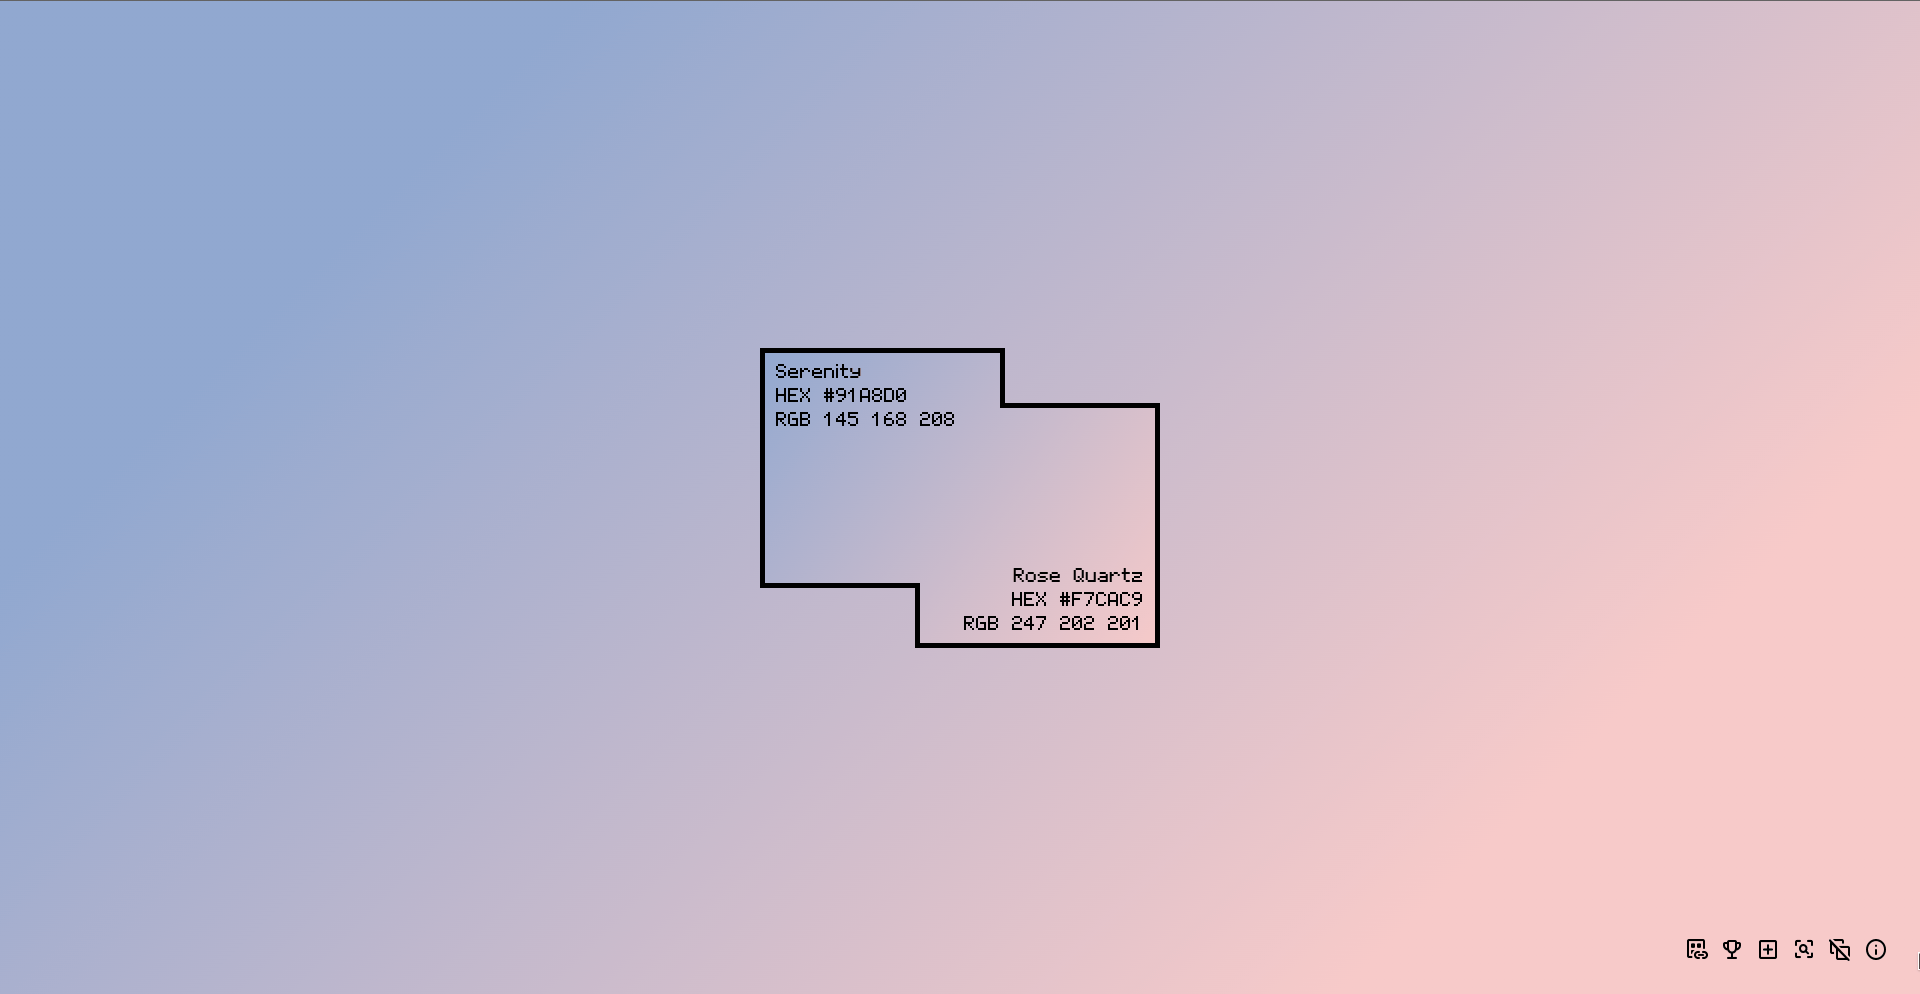 Serenity
HEX #91A8D0
RGB 145 168 208
Rose Quartz
HEX #F7CAC9
RGB 247 202 201